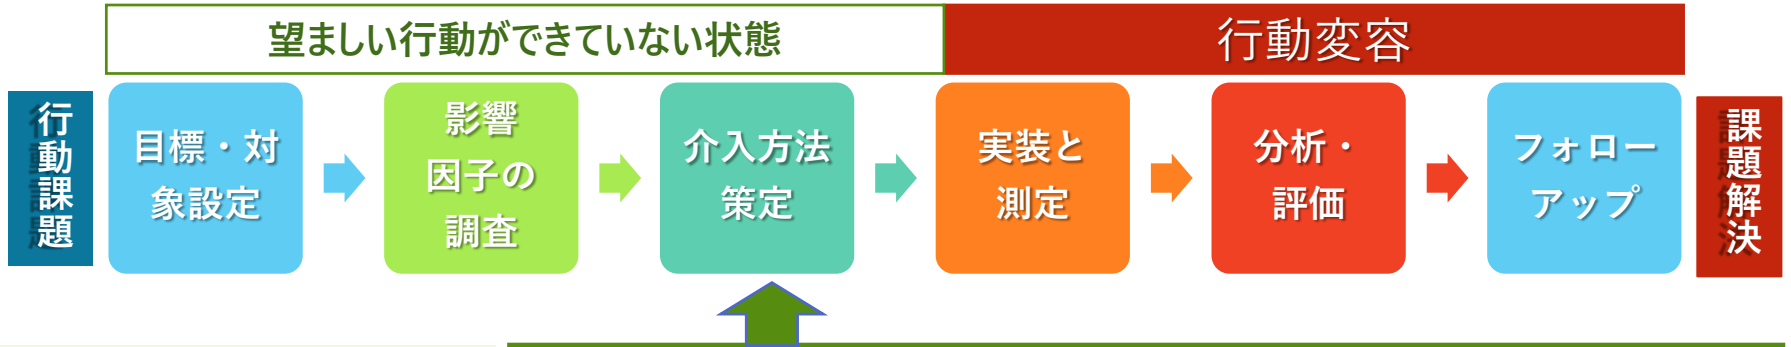 望ましい行動ができていない状態
行動変容
行動課題
目標・対
象設定
影響
因子の
調査
介入方法
策定
実装と
測定
分析・
評価
フォロー
アップ
課題解決